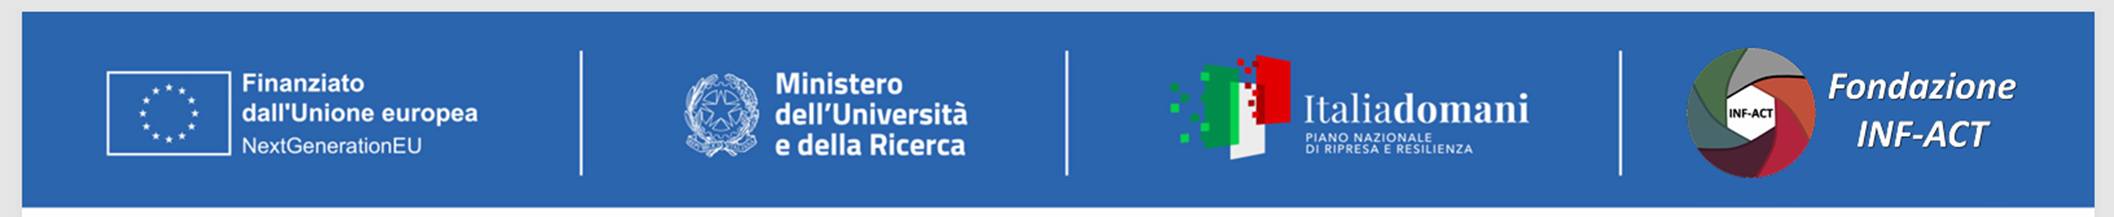 Finanziato
dall'Unione europea
NextGenerationEU
Ministero
dell'Università
e della Ricerca
Italiadomani
PIANO NAZIONALE
DI RIPRESA E RESILIENZA
INF-ACT
Fondazione
INF-ACT